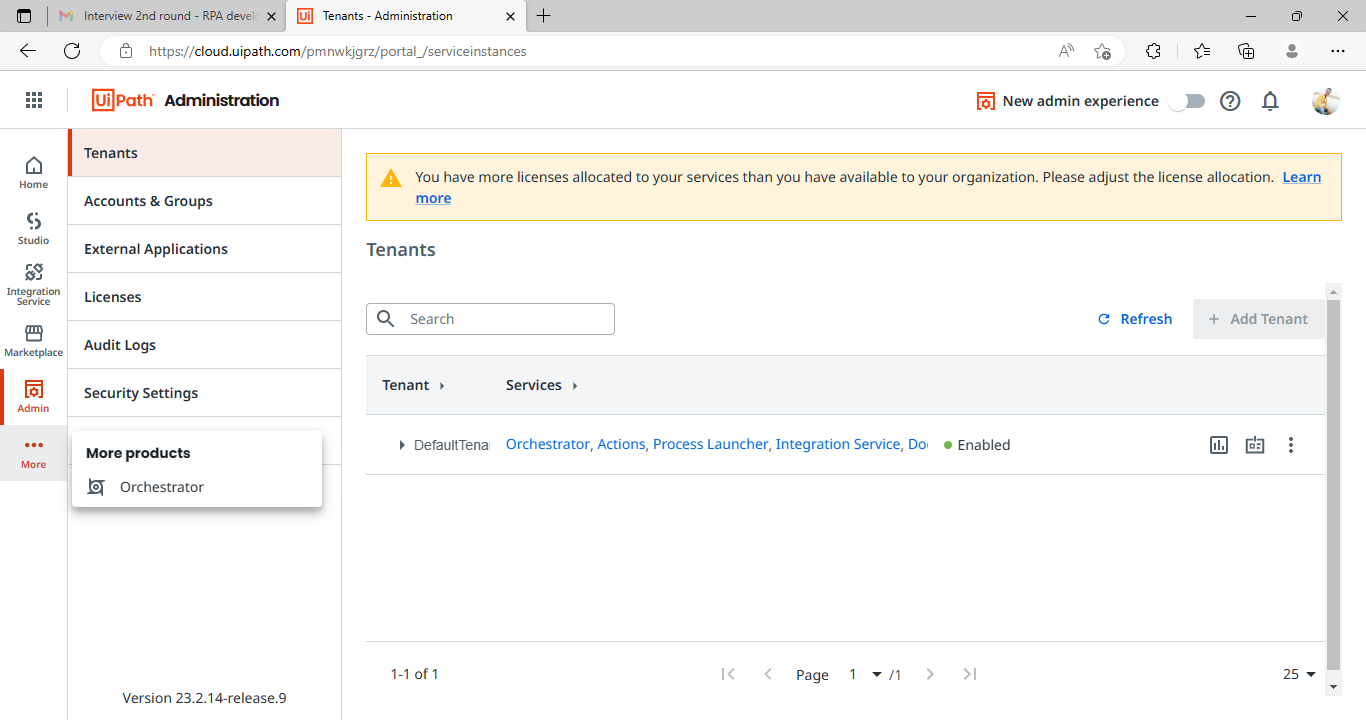 Interview 2nd round - RPA devel
Tenants - Administration
https://cloud.uipath.com/pmnwkjgrz/portal_/serviceinstances
UiPath Administration
New admin experience
Home
Studio
Integration
Service
Marketplace
Admin
More
Tenants
Accounts & Groups
External Applications
Licenses
Audit Logs
Security Settings
More products
Orchestrator
Version 23.2.14-release.9
You have more licenses allocated to your services than you have available to your organization. Please adjust the license allocation. Learn
more
Tenants
Search
Refresh
+ Add Tenant
Tenant
Services
DefaultTena
Orchestrator, Actions, Process Launcher, Integration Service, Do
Enabled
1-1 of 1
Page 1 /1
25